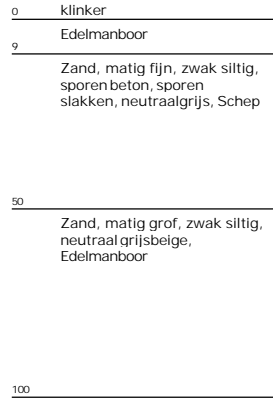 0 klinker
Edelmanboor
9
Zand, matig fijn, zwak siltig,
sporen beton, sporen
slakken, neutraalgrijs, Schep
50
Zand, matig grof, zwak siltig,
neutraal grijsbeige,
Edelmanboor
100